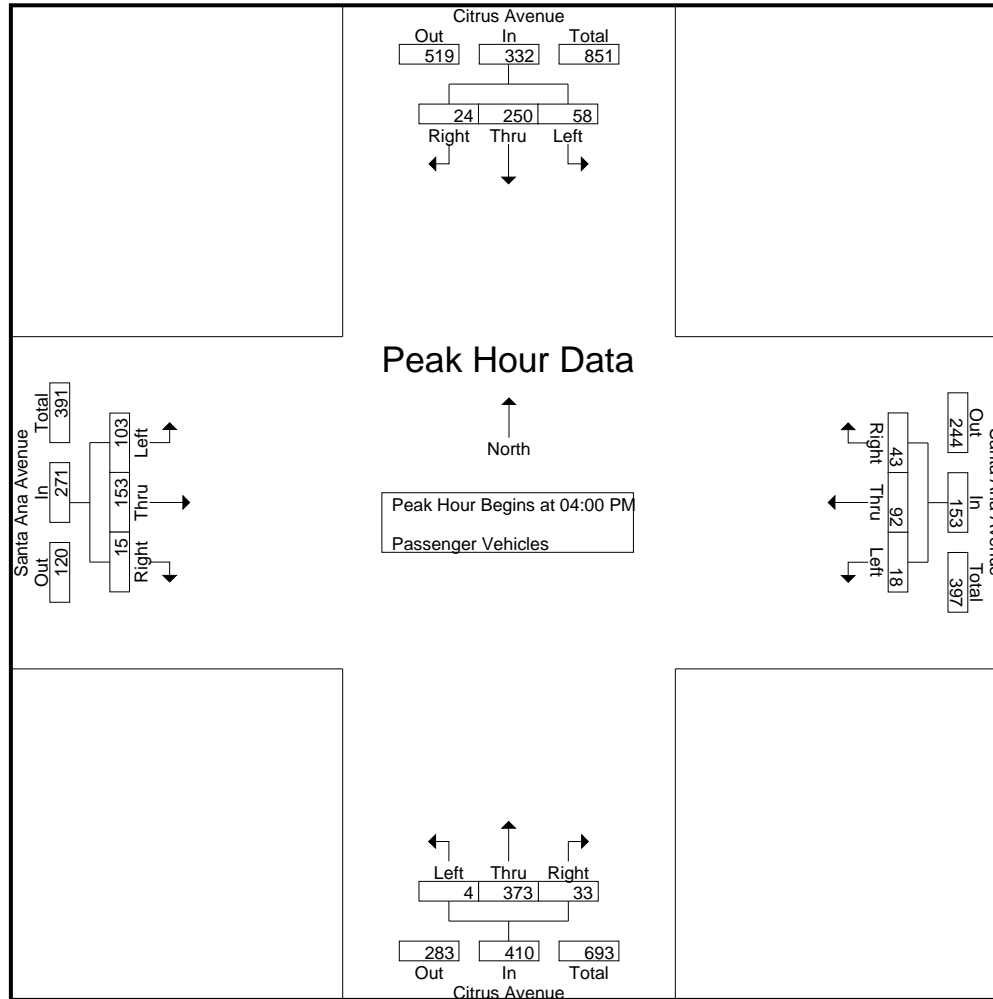 Citrus Avenue
Out In Total
519 332 851
24 250 58
Right Thru Left
Peak Hour Data
North
Peak Hour Begins at 04:00 PM
Passenger Vehicles
Santa Ana Avenue
Total In Out
391 271 120
103 153 15
Left Thru Right
Out In Total
244 153 397
43 92 18
Right Thru Left
Left Thru Right
4 373 33
283 410 693
Out In Total
Citrus Avenue